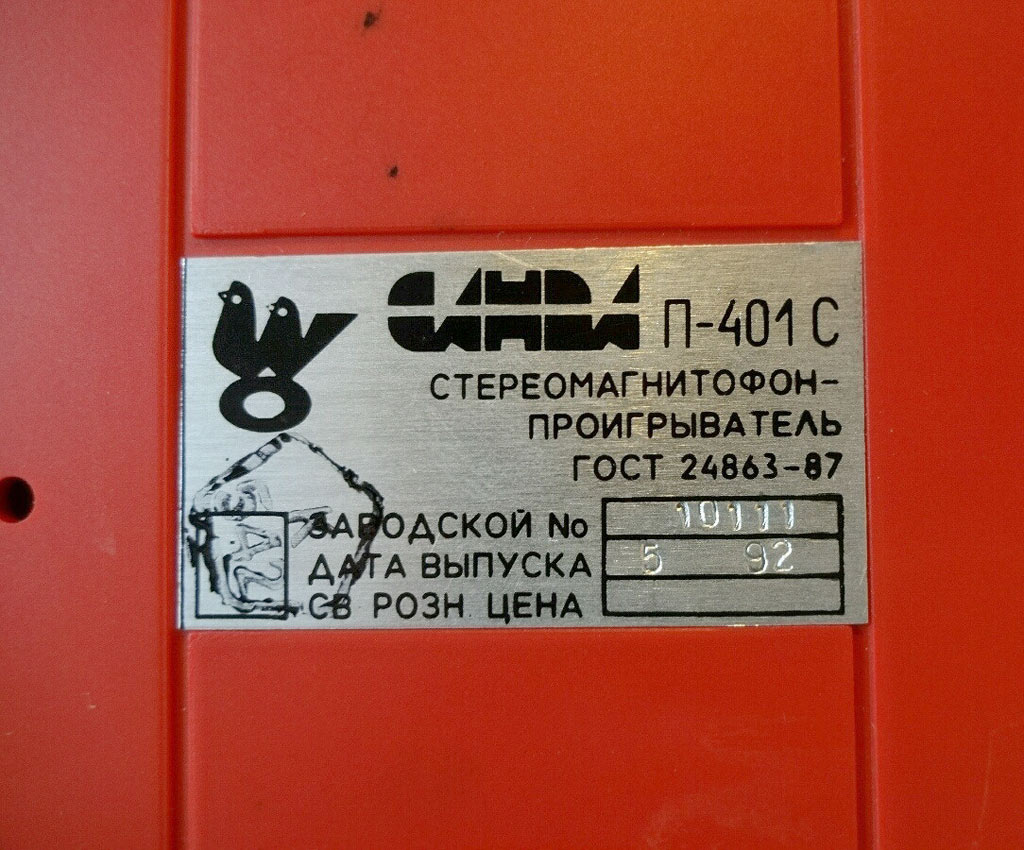 САНДА П-401 С
СТЕРЕОМАГНИТОФОН-
ПРОИГРЫВАТЕЛЬ
ГОСТ 24863-87
ЗАВОДСКОЙ No 10111
ДАТА ВЫПУСКА 5 92
СВ РОЗН. ЦЕНА